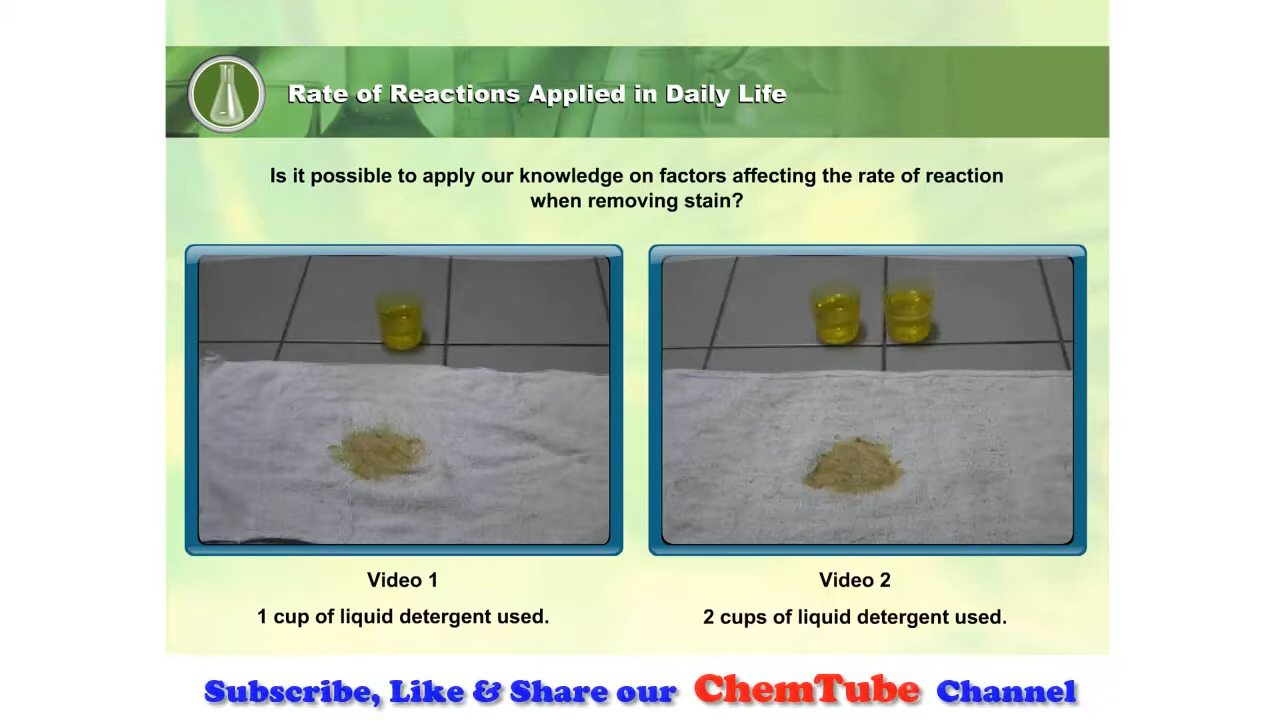 Rate of Reactions Applied in Daily Life
Is it possible to apply our knowledge on factors affecting the rate of reaction
when removing stain?
Video 1
1 cup of liquid detergent used.
Video 2
2 cups of liquid detergent used.
Subscribe, Like & Share our ChemTube Channel